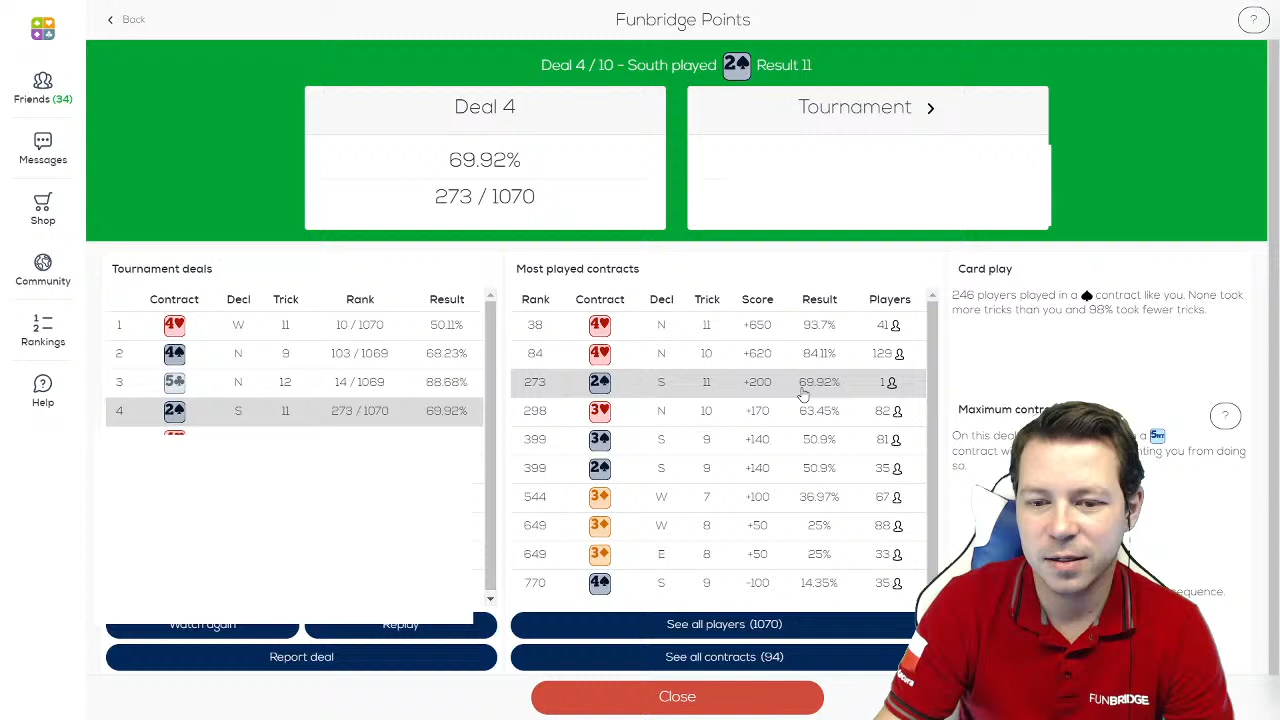 Back
Funbridge Points
?
Friends (34)
Messages
Shop
Community
1
2
Rankings
Help
Deal 4 / 10 - South played 2♠ Result 11
Deal 4
69.92%
273 / 1070
Tournament
Tournament deals
Contract Decl Trick Rank Result
1 4♥ W 11 10 / 1070 50.11%
2 4♠ N 9 103 / 1069 68.23%
3 5♣ N 12 14 / 1069 88.68%
4 2♠ S 11 273 / 1070 69.92%
Watch again
Replay
Report deal
Most played contracts
Rank Contract Decl Trick Score Result Players
38 4♥ N 11 +650 93.7% 41
84 4♥ N 10 +620 84.11% 129
273 2♠ S 11 +200 69.92% 1
298 3♥ N 10 +170 63.45% 82
399 3♠ S 9 +140 50.9% 81
399 2♠ S 9 +140 50.9% 35
544 3♦ W 7 +100 36.97% 67
649 3♦ W 8 +50 25% 88
649 3♦ E 8 +50 25% 33
770 4♠ S 9 -100 14.35% 35
See all players (1070)
See all contracts (94)
Card play
246 players played in a ♠ contract like you. None took
more tricks than you and 98% took fewer tricks.
Maximum
?
On this a 5NT
contract you from
doing
so.
Close
FUNBRIDGE